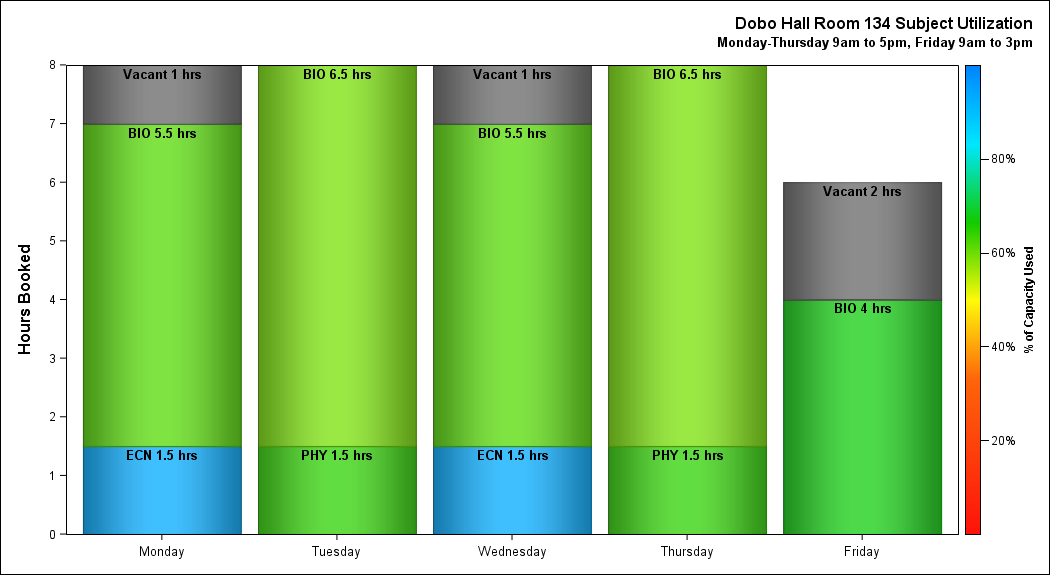 Dobo Hall Room 134 Subject Utilization
Monday-Thursday 9am to 5pm, Friday 9am to 3pm
Hours Booked
8
7
6
5
4
3
2
1
0
Vacant 1 hrs
BIO 5.5 hrs
ECN 1.5 hrs
BIO 6.5 hrs
PHY 1.5 hrs
Vacant 1 hrs
BIO 5.5 hrs
ECN 1.5 hrs
BIO 6.5 hrs
PHY 1.5 hrs
Vacant 2 hrs
BIO 4 hrs
Monday
Tuesday
Wednesday
Thursday
Friday
80%
60%
40%
20%
% of Capacity Used